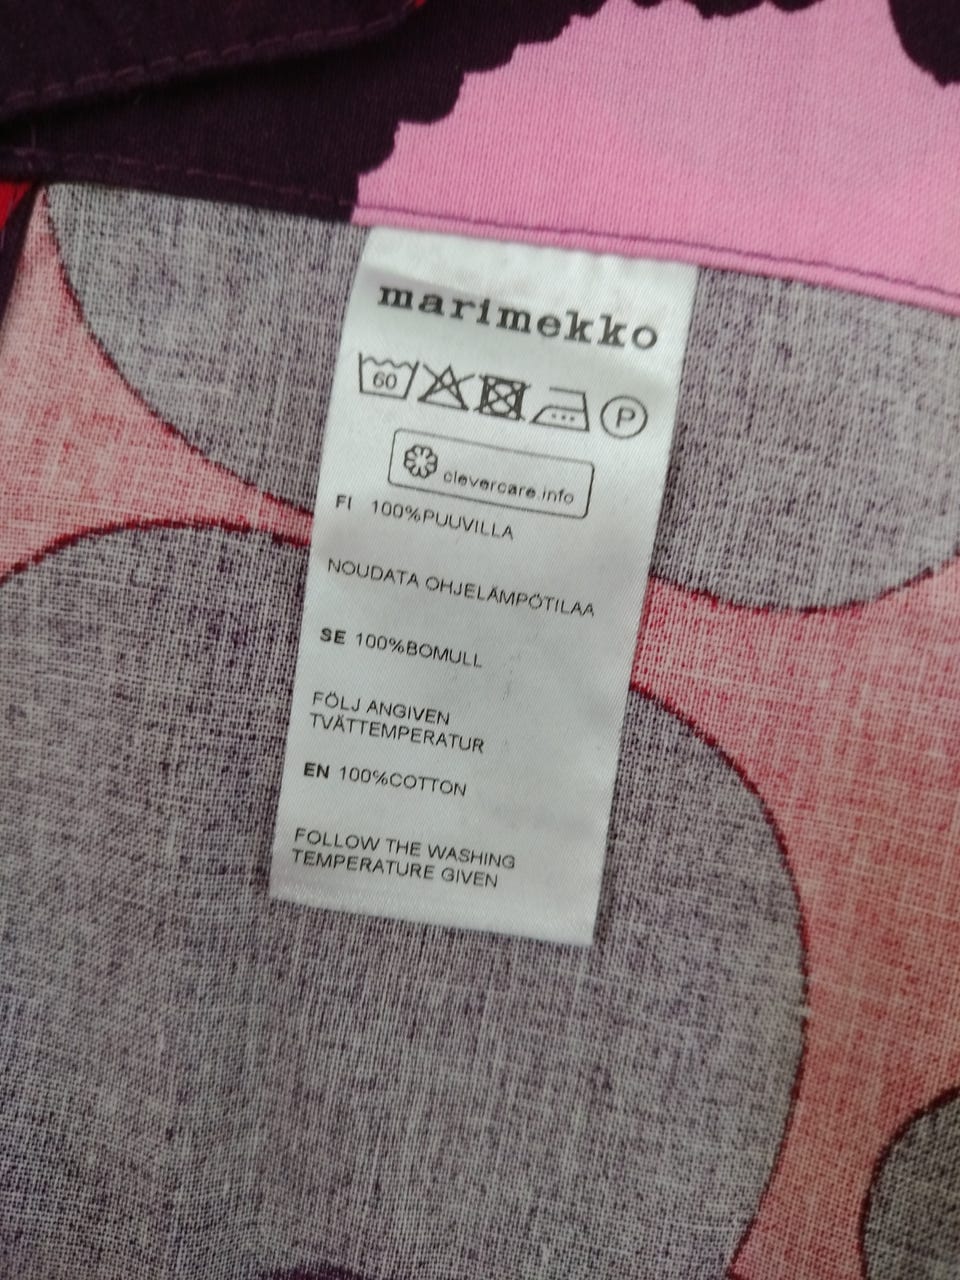 marimekko
60 P
clevercare.info
FI 100%PUUVILLA
NOUDATA OHJELÄMPÖTILAA
SE 100%BOMULL
FÖLJ ANGIVEN
TVÄTTEMPERATUR
EN 100%COTTON
FOLLOW THE WASHING
TEMPERATURE GIVEN